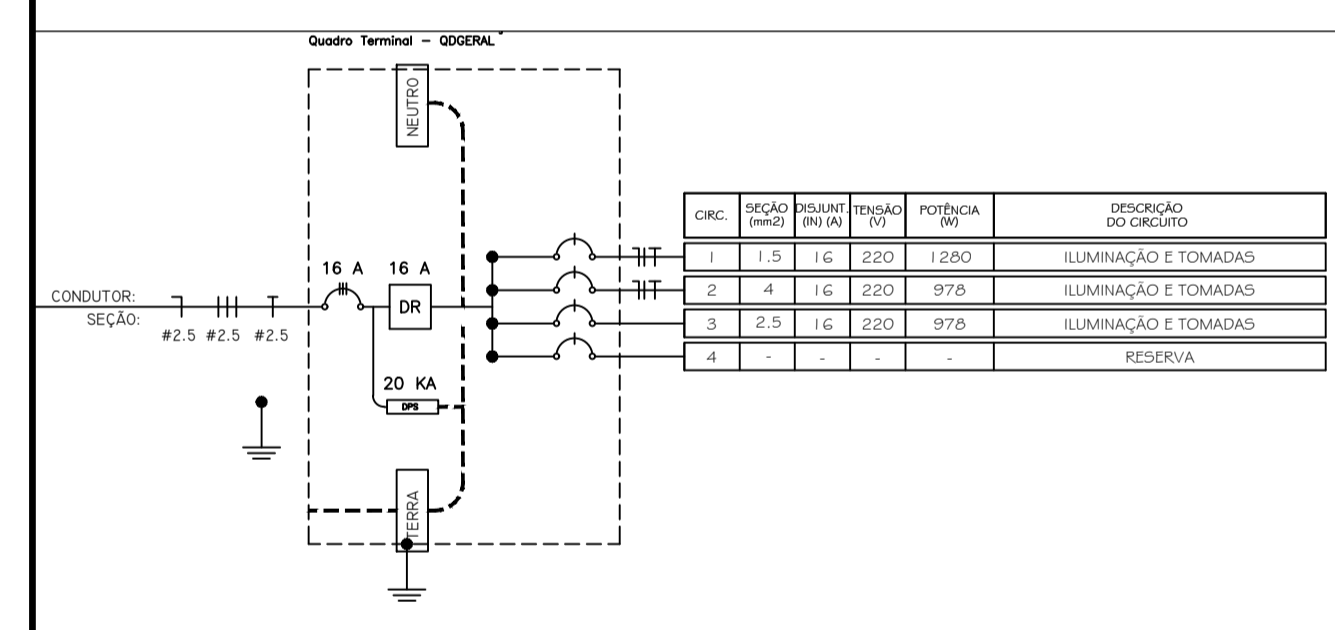 Quadro Terminal - QDGERAL
NEUTRO
CIRC. SEÇÃO (mm2) DISJUNT. (IN) (A) TENSÃO (V) POTÊNCIA (W) DESCRIÇÃO DO CIRCUITO
1 1.5 16 220 1280 ILUMINAÇÃO E TOMADAS
2 4 16 220 978 ILUMINAÇÃO E TOMADAS
3 2.5 16 220 978 ILUMINAÇÃO E TOMADAS
4 - - - - RESERVA
16 A 16 A
CONDUTOR:
DR
SEÇÃO:
#2.5 #2.5 #2.5
20 KA
DPS
TERRA